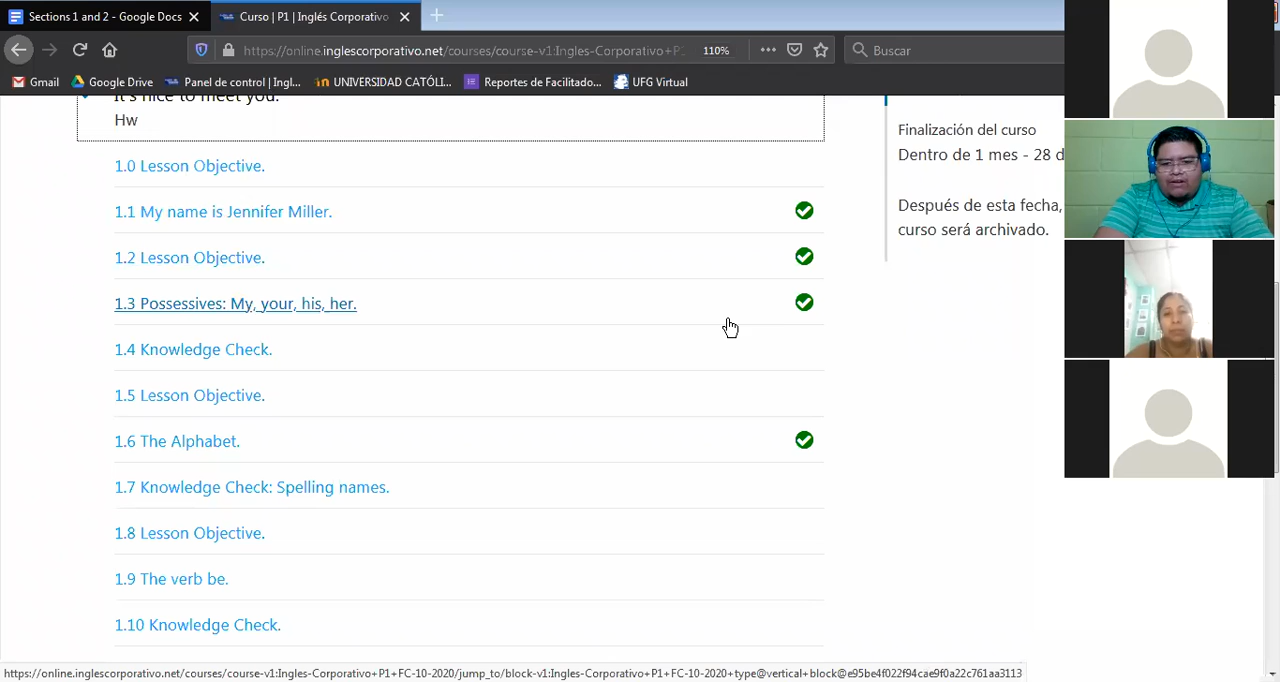 Sections 1 and 2 - Google Docs
Curso | P1 | Inglés Corporativo
https://online.inglescorporativo.net/courses/course-v1:Ingles-Corporativo+P
110%
Buscar
Gmail
Google Drive
Panel de control | Ingl...
UNIVERSIDAD CATÓLI...
Reportes de Facilitado...
UFG Virtual
It's nice to meet you.
Hw
1.0 Lesson Objective.
1.1 My name is Jennifer Miller.
1.2 Lesson Objective.
1.3 Possessives: My, your, his, her.
1.4 Knowledge Check.
1.5 Lesson Objective.
1.6 The Alphabet.
1.7 Knowledge Check: Spelling names.
1.8 Lesson Objective.
1.9 The verb be.
1.10 Knowledge Check.
Finalización del curso
Dentro de 1 mes - 28 d
Después de esta fecha,
curso será archivado.
https://online.inglescorporativo.net/courses/course-v1:Ingles-Corporativo+P1+FC-10-2020/jump_to/block-v1:Ingles-Corporativo+P1+FC-10-2020+type@vertical+block@e95be4f022f94cae9f0a22c761aa3113